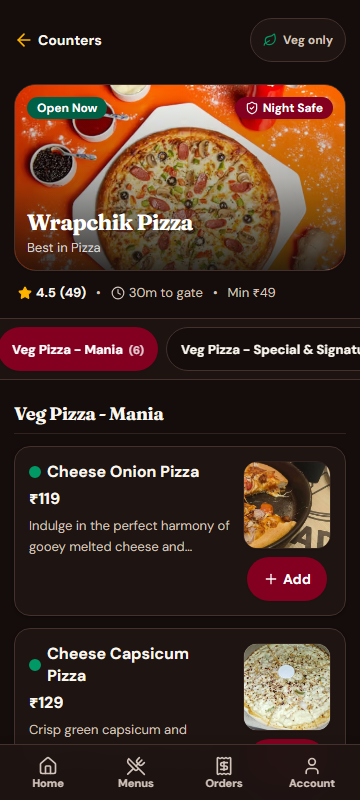 Counters
Veg only
Open Now
Night Safe
Wrapchik Pizza
Best in Pizza
4.5 (49) • 30m to gate • Min ₹49
Veg Pizza - Mania (6)
Veg Pizza - Special & Signatu
Veg Pizza - Mania
Cheese Onion Pizza
₹119
Indulge in the perfect harmony of
gooey melted cheese and...
+ Add
Cheese Capsicum
Pizza
₹129
Crisp green capsicum and
Home
Menus
Orders
Account